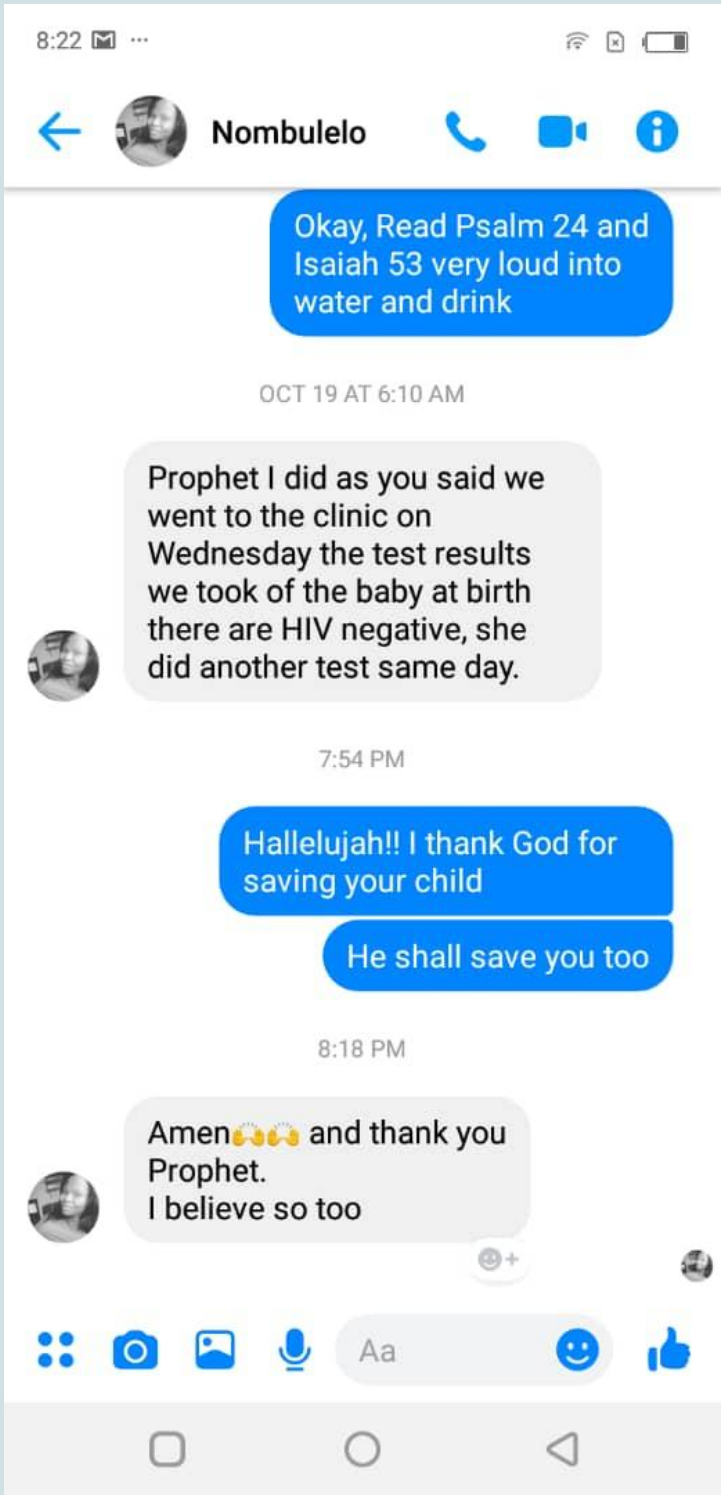 8:22 ...
Nombulelo
Okay, Read Psalm 24 and
Isaiah 53 very loud into
water and drink
OCT 19 AT 6:10 AM
Prophet I did as you said we
went to the clinic on
Wednesday the test results
we took of the baby at birth
there are HIV negative, she
did another test same day.
7:54 PM
Hallelujah!! I thank God for
saving your child
He shall save you too
8:18 PM
Amen🙌🙌 and thank you
Prophet.
I believe so too
Aa